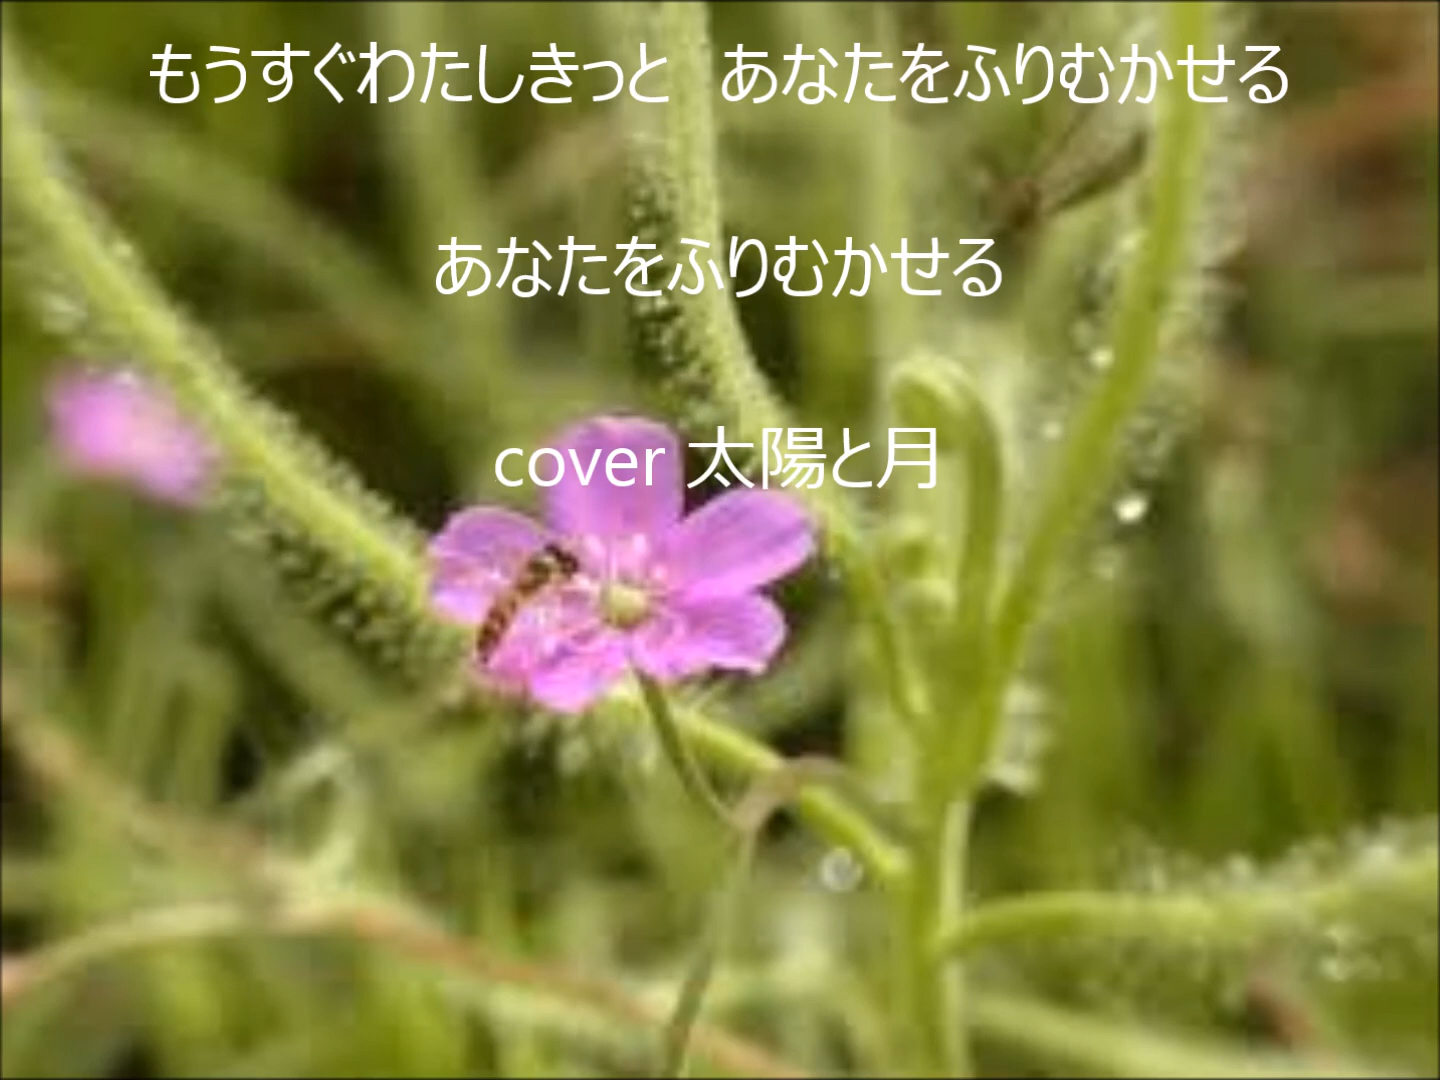 もうすぐわたしきっと　あなたをふりむかせる
あなたをふりむかせる
cover 太陽と月